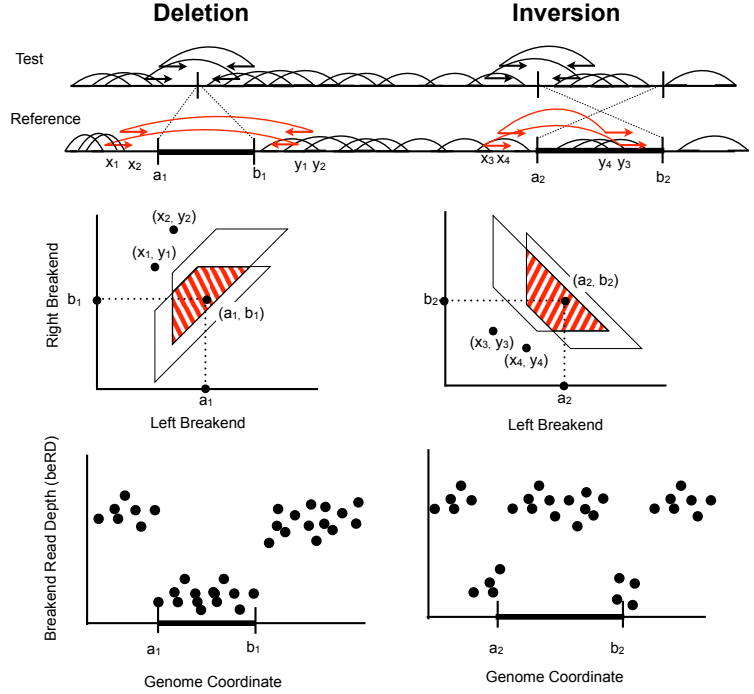 Deletion Inversion
Test
Reference
x1 x2 a1 b1 y1 y2 x3 x4 a2 y4 y3 b2
(x2, y2)
(x1, y1)
(a1, b1)
b1
a1
Right Breakend
Left Breakend
(a2, b2)
b2
(x3, y3)
(x4, y4)
a2
Left Breakend
Breakend Read Depth (beRD)
a1 b1
Genome Coordinate
a2 b2
Genome Coordinate